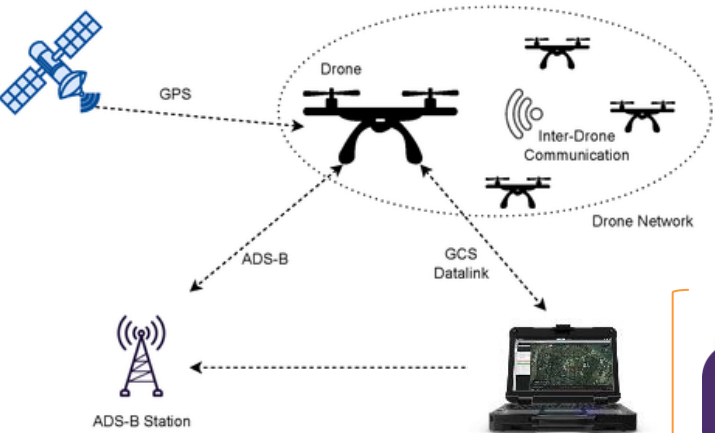 Drone
GPS
Inter-Drone
Communication
Drone Network
ADS-B
GCS
Datalink
ADS-B Station